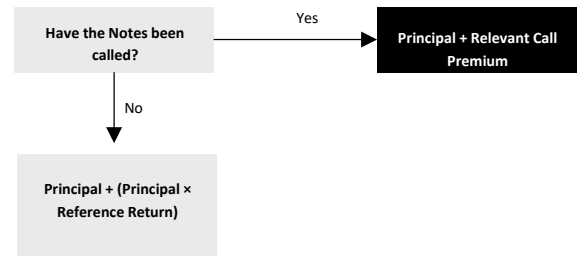 Have the Notes been
called?
Yes
Principal + Relevant Call
Premium
No
Principal + (Principal ×
Reference Return)